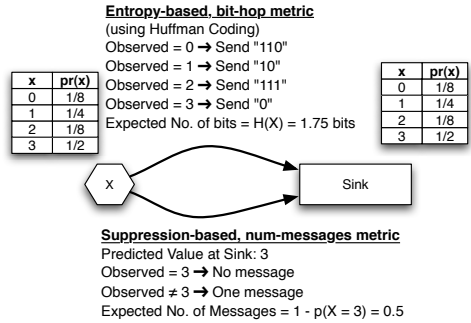 Entropy-based, bit-hop metric
(using Huffman Coding)
Observed = 0 ➔ Send "110"
Observed = 1 ➔ Send "10"
Observed = 2 ➔ Send "111"
Observed = 3 ➔ Send "0"
Expected No. of bits = H(X) = 1.75 bits
x pr(x)
0 1/8
1 1/4
2 1/8
3 1/2
x pr(x)
0 1/8
1 1/4
2 1/8
3 1/2
X
Sink
Suppression-based, num-messages metric
Predicted Value at Sink: 3
Observed = 3 ➔ No message
Observed ≠ 3 ➔ One message
Expected No. of Messages = 1 - p(X = 3) = 0.5